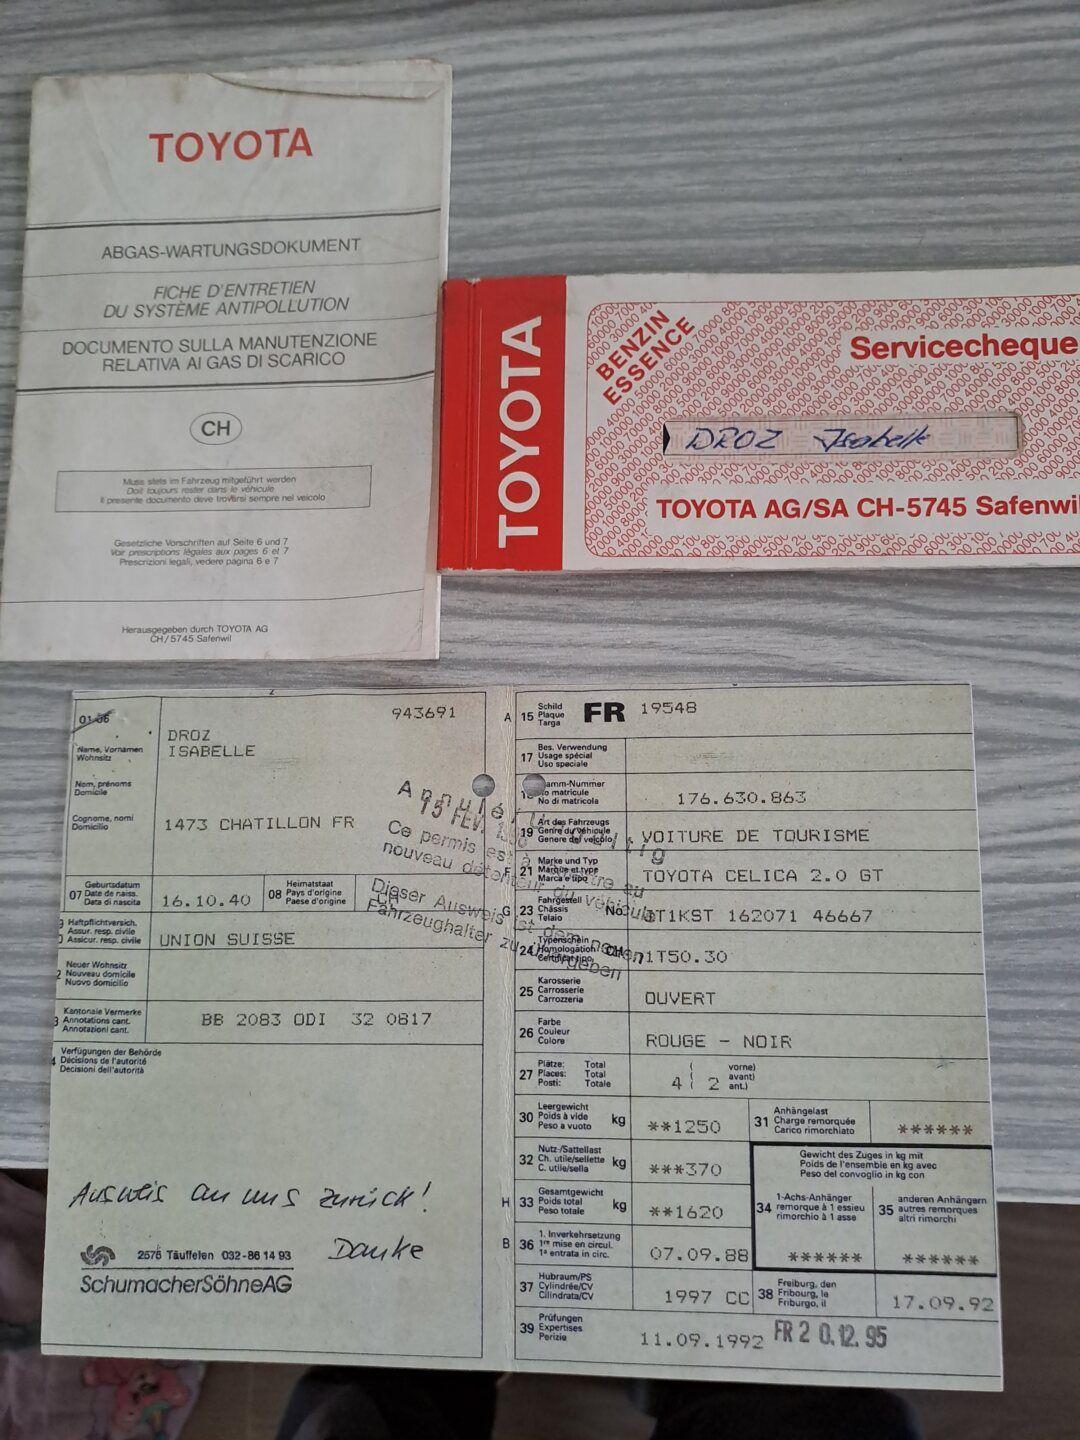 TOYOTA
ABGAS-WARTUNGSDOKUMENT
FICHE D'ENTRETIEN
DU SYSTÈME ANTIPOLLUTION
DOCUMENTO SULLA MANUTENZIONE
RELATIVA AI GAS DI SCARICO
CH
Muss stets im Fahrzeug mitgeführt werden
Doit toujours rester dans le véhicule
Il presente documento deve trovarsi sempre nel veicolo
Gesetzliche Vorschriften auf Seite 6 und 7
Voir prescriptions légales aux pages 6 et 7
Prescrizioni legali, vedere pagina 6 e 7
Herausgegeben durch TOYOTA AG
CH/5745 Safenwil
TOYOTA
BENZIN
ESSENCE
Servicecheque
DROZ Isabelle
TOYOTA AG/SA CH-5745 Safenwil
01-06
943691
Name, Vornamen
Wohnsitz
Nom, prénoms
Domicile
Cognome, nomi
Domicilio
DROZ
ISABELLE
1473 CHATILLON FR
07 Geburtsdatum
Date de naiss.
Data di nascita
16.10.40
08 Heimatstaat
Pays d'origine
Paese d'origine
CH
Haftpflichtversich.
Assur. resp. civile
Assicur. resp. civile
UNION SUISSE
Neuer Wohnsitz
Nouveau domicile
Nuovo domicilio
Kantonale Vermerke
Annotations cant.
Annotazioni cant.
BB 2083 ODI 32 0817
Verfügungen der Behörde
Décisions de l'autorité
Decisioni dell'autorità
Ausweis an uns zurück!
Danke
2575 Täuffelen 032-86 14 93
SchumacherSöhneAG
Annulé
15 FEV.
Ce permis est à
nouveau détenteur du véhicule
Dieser Ausweis ist dem neuen
Fahrzeughalter
A 15 Schild
Plaque
Targa
FR 19548
17 Bes. Verwendung
Usage spécial
Uso speciale
Stamm-Nummer
No matricule
No di matricola
176.630.863
19 Art des Fahrzeugs
Genre du véhicule
Genere del veicolo
VOITURE DE TOURISME
21 Marke und Typ
Marque et type
Marca e tipo
TOYOTA CELICA 2.0 GT
G 23 Fahrgestell
Châssis
Telaio
No
ST1KST 162071 46667
24 Typenschein
Homologation
Certificat tipo
CH
1T50.30
25 Karosserie
Carrosserie
Carrozzeria
OUVERT
26 Farbe
Couleur
Colore
ROUGE - NOIR
27 Plätze: Total
Places: Total
Posti: Totale
4 2
vorne)
avant)
ant.)
30 Leergewicht
Poids à vide
Peso a vuoto
kg
**1250
31 Anhängelast
Charge remorquée
Carico rimorchiato
******
32 Nutz-/Sattellast
Ch. utile/sellette
C. utile/sella
kg
***370
Gewicht des Zuges in kg mit
Poids de l'ensemble en kg avec
Peso del convoglio in kg con
H 33 Gesamtgewicht
Poids total
Peso totale
kg
**1620
34 1-Achs-Anhänger
remorque à 1 essieu
rimorchio à 1 asse
******
35 anderen Anhängern
autres remorques
altri rimorchi
******
B 36 1. Inverkehrsetzung
1re mise en circul.
1a entrata in circ.
07.09.88
37 Hubraum/PS
Cylindrée/CV
Cilindrata/CV
1997 CC
38 Freiburg, den
Fribourg, le
Friburgo, il
17.09.92
39 Prüfungen
Expertises
Perizie
11.09.1992
FR 2 0.12.95